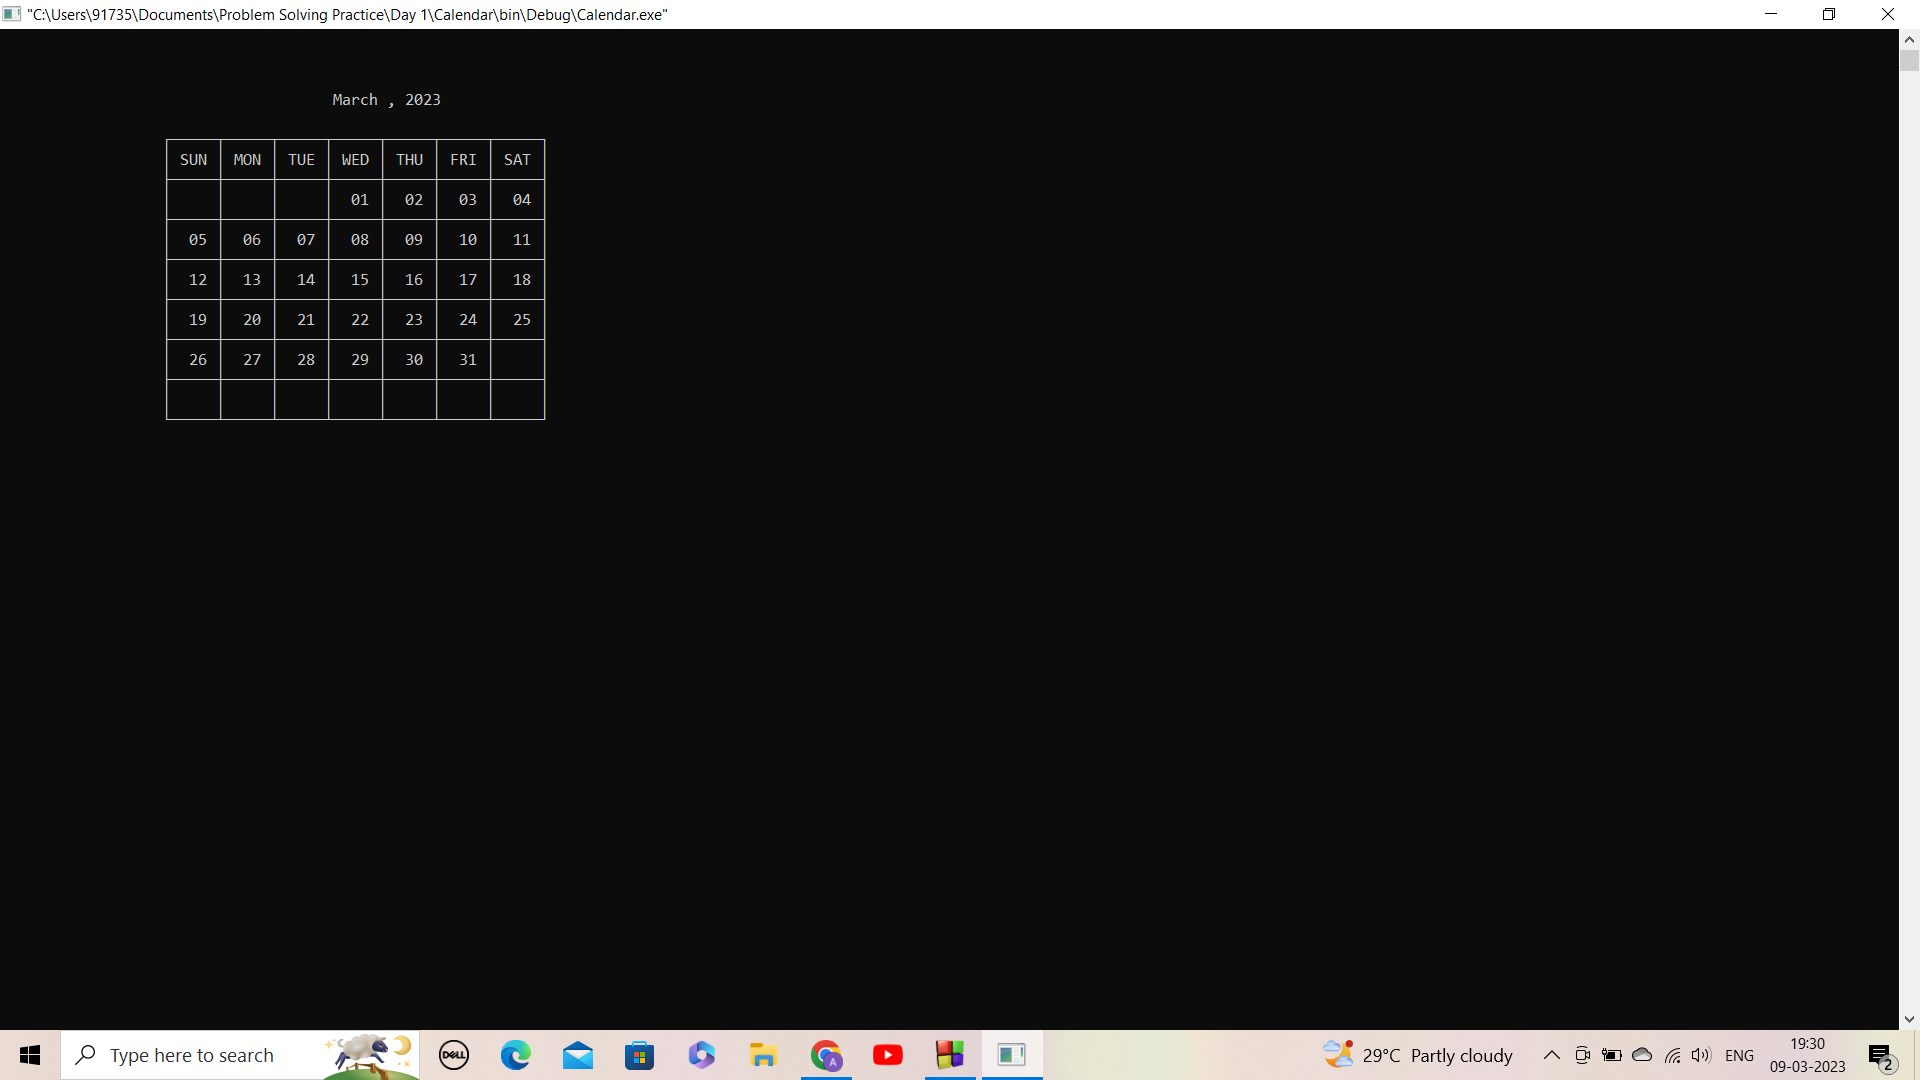 "C:\Users\91735\Documents\Problem Solving Practice\Day 1\Calendar\bin\Debug\Calendar.exe"
March , 2023
SUN MON TUE WED THU FRI SAT
01 02 03 04
05 06 07 08 09 10 11
12 13 14 15 16 17 18
19 20 21 22 23 24 25
26 27 28 29 30 31
Type here to search
DELL
A
29°C Partly cloudy
ENG
19:30
09-03-2023
2